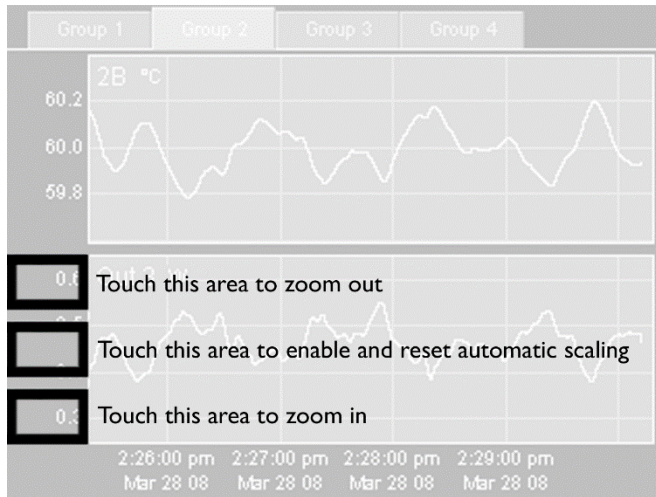 Group 1 Group 2 Group 3 Group 4
2B °C
60.2
60.0
59.8
Touch this area to zoom out
Touch this area to enable and reset automatic scaling
Touch this area to zoom in
2:26:00 pm 2:27:00 pm 2:28:00 pm 2:29:00 pm
Mar 28 08 Mar 28 08 Mar 28 08 Mar 28 08